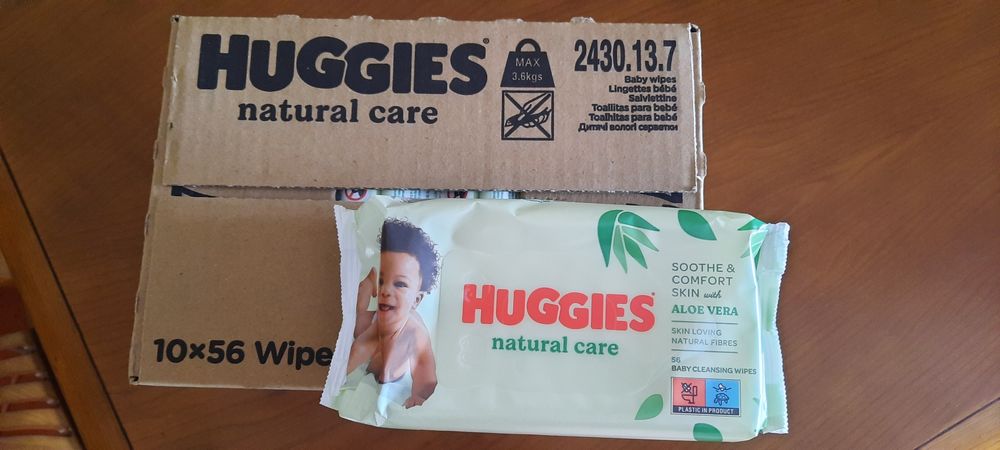 HUGGIES
natural care
MAX
3.6kgs
2430.13.7
Baby wipes
Lingettes bébé
Salviettine
Toallitas para bebé
Toalhitas para bebé
Дитячі вологі серветки
10×56 Wipe
HUGGIES
natural care
SOOTHE &
COMFORT
SKIN with
ALOE VERA
SKIN LOVING
NATURAL FIBRES
56
BABY CLEANSING WIPES
PLASTIC IN PRODUCT